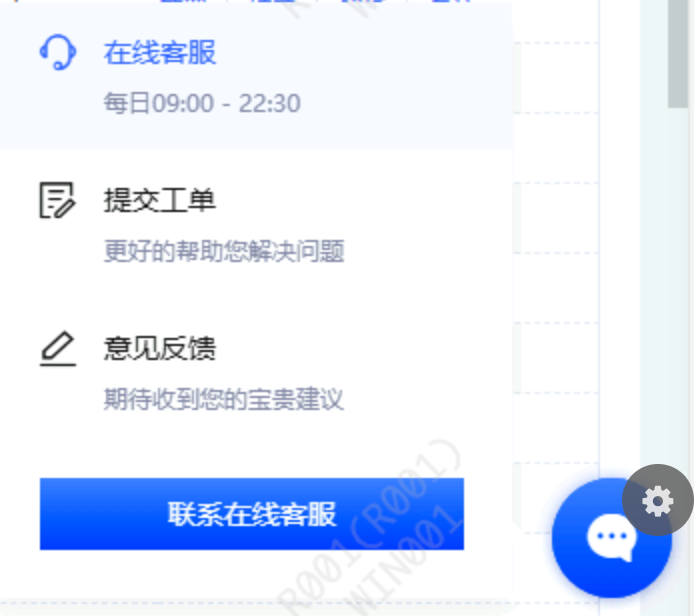 在线客服
每日09:00 - 22:30
提交工单
更好的帮助您解决问题
意见反馈
期待收到您的宝贵建议
联系在线客服
R001(R001)
WIN001